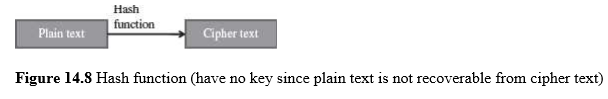 Hash
function
Plain text
Cipher text
Figure 14.8 Hash function (have no key since plain text is not recoverable from cipher text)